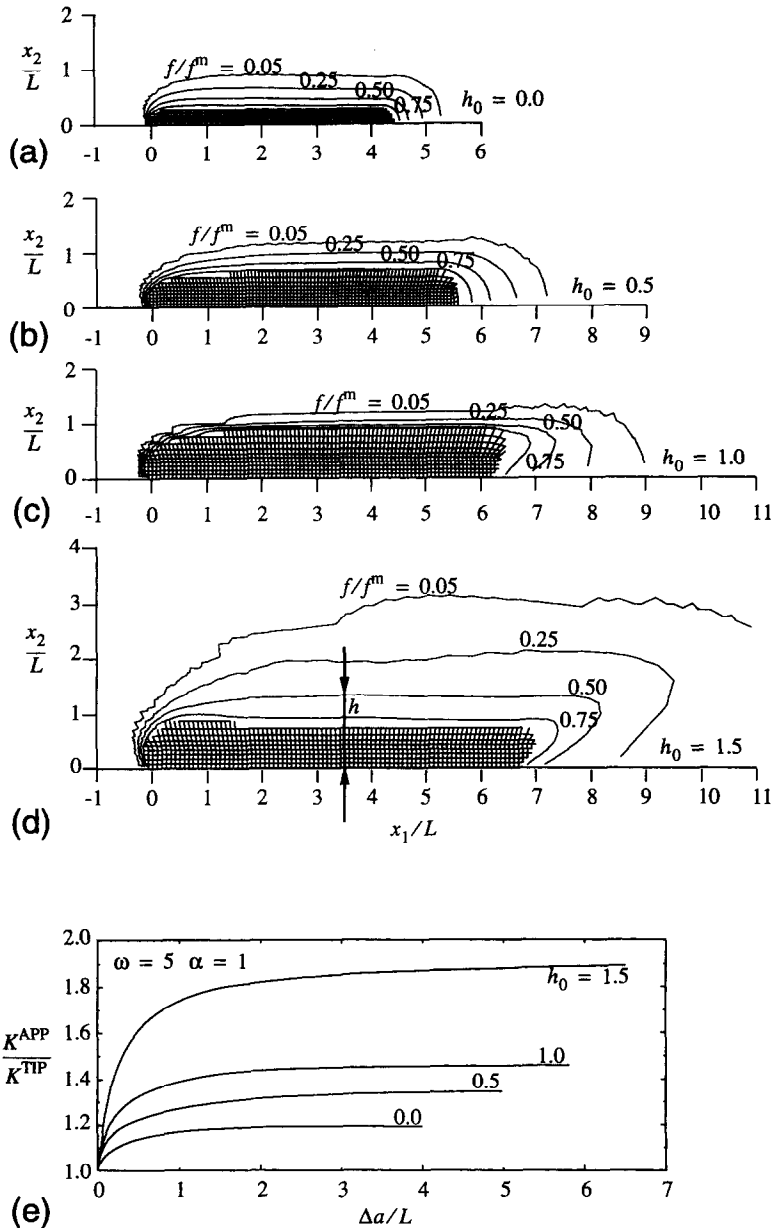 2
x₂/L
1
0
f/fᵐ = 0.05
0.25
0.50
0.75
h₀ = 0.0
(a)
-1 0 1 2 3 4 5 6
2
x₂/L
1
0
f/fᵐ = 0.05
0.25
0.50
0.75
h₀ = 0.5
(b)
-1 0 1 2 3 4 5 6 7 8 9
2
x₂/L
1
0
f/fᵐ = 0.05
0.25
0.50
0.75
h₀ = 1.0
(c)
-1 0 1 2 3 4 5 6 7 8 9 10 11
4
3
x₂/L
2
1
0
f/fᵐ = 0.05
0.25
0.50
h
0.75
h₀ = 1.5
-1 0 1 2 3 4 5 6 7 8 9 10 11
(d)
x₁/L
2.0
ω = 5 α = 1
1.8
h₀ = 1.5
Kᴬᴾᴾ/Kᵀᴵᴾ
1.6
1.4
1.0
0.5
1.2
0.0
1.0
0 1 2 3 4 5 6 7
(e)
Δa/L